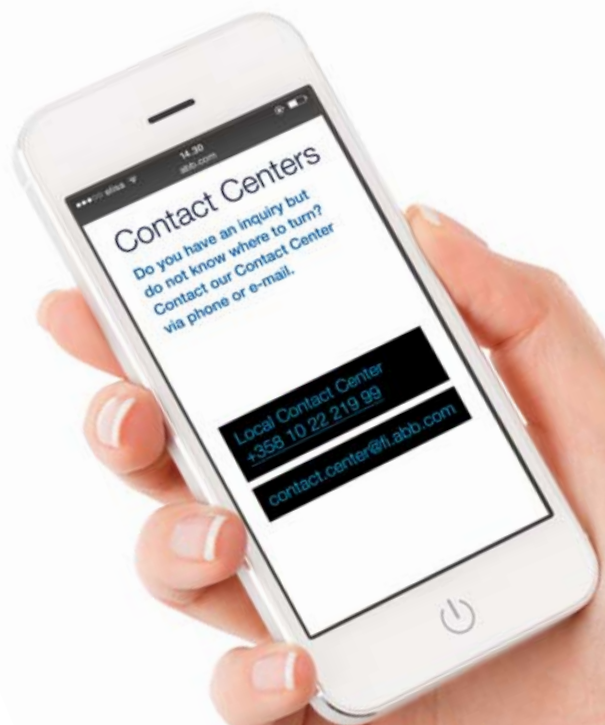 elisa
14.30
abb.com
Contact Centers
Do you have an inquiry but
do not know where to turn?
Contact our Contact Center
via phone or e-mail.
Local Contact Center
+358 10 22 219 99
contact.center@fi.abb.com